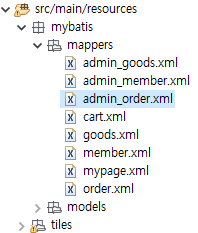 src/main/resources
mybatis
mappers
admin_goods.xml
admin_member.xml
admin_order.xml
cart.xml
goods.xml
member.xml
mypage.xml
order.xml
models
tiles